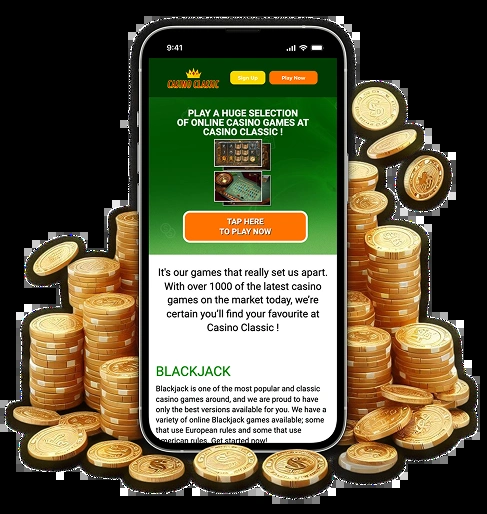 9:41
CASINO CLASSIC
Sign Up
Play Now
PLAY A HUGE SELECTION
OF ONLINE CASINO GAMES AT
CASINO CLASSIC !
TAP HERE
TO PLAY NOW
It's our games that really set us apart.
With over 1000 of the latest casino
games on the market today, we're
certain you'll find your favourite at
Casino Classic !
BLACKJACK
Blackjack is one of the most popular and classic
casino games around, and we are proud to have
only the best versions available for you. We have a
variety of online Blackjack games available; some
that use European rules and some that use
American rules. Get started now!